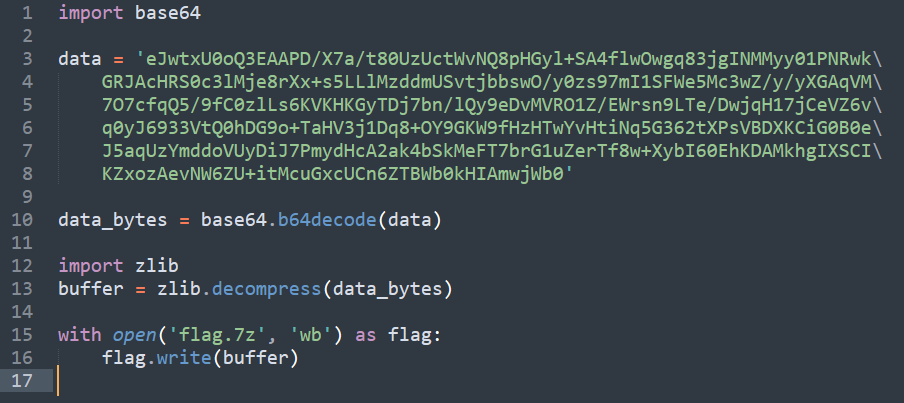 1 import base64
2
3 data = 'eJwtxU0oQ3EAAPD/X7a/t80UzUctWvNQ8pHGyl+SA4flwOwgq83jgINMMyy01PNRwk\
4 GRJAcHRS0c3lMje8rXx+s5LLlMzddmUSvtjbbswO/y0zs97mI1SFWe5Mc3wZ/y/yXGAqVM\
5 7O7cfqQ5/9fC0zlLs6KVKHKGyTDj7bn/lQy9eDvMVRO1Z/EWrsn9LTe/DwjqH17jCeVZ6v\
6 q0yJ6933VtQ0hDG9o+TaHV3j1Dq8+OY9GKW9fHzHTwYvHtiNq5G362tXPsVBDXKCiG0B0e\
7 J5aqUzYmddoVUyDiJ7PmydHcA2ak4bSkMeFT7brG1uZerTf8w+XybI60EhKDAMkhgIXSCI\
8 KZxozAevNW6ZU+itMcuGxcUCn6ZTBWb0kHIAmwjWb0'
9
10 data_bytes = base64.b64decode(data)
11
12 import zlib
13 buffer = zlib.decompress(data_bytes)
14
15 with open('flag.7z', 'wb') as flag:
16 flag.write(buffer)
17